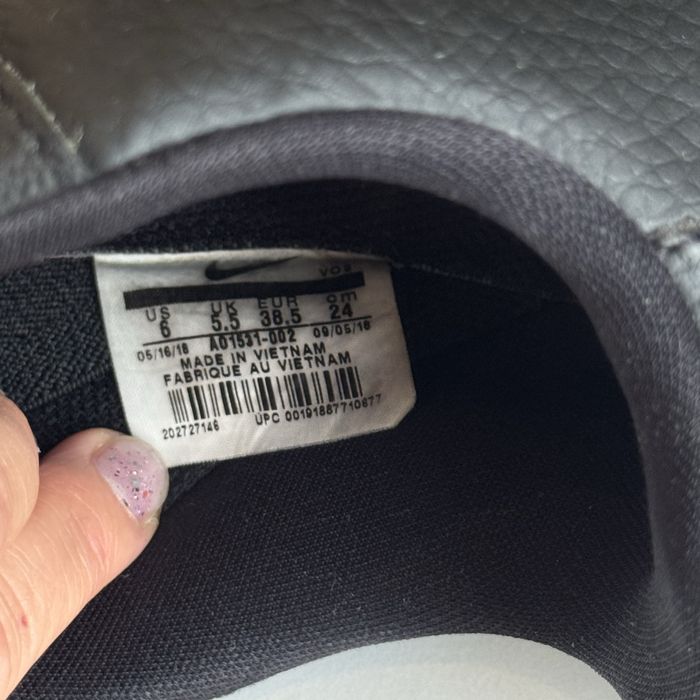 VOS
US UK EUR cm
6 5.5 38.5 24
05/16/18 AO1531-002 09/05/18
MADE IN VIETNAM
FABRIQUE AU VIETNAM
202727146 UPC 00191887710877